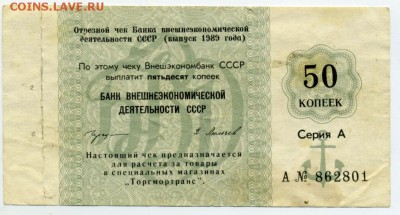 COINS.LAVE.RU
Отрезной чек Банка внешнеэкономической
деятельности СССР (выпуск 1989 года)
По этому чеку Внешэкономбанк СССР
выплатит пятьдесят копеек
БАНК ВНЕШНЕЭКОНОМИЧЕСКОЙ
ДЕЯТЕЛЬНОСТИ СССР
Настоящий чек предназначается
для расчета за товары
в специальных магазинах
„Торгмортранс".
50
КОПЕЕК
Серия А
А № 862801